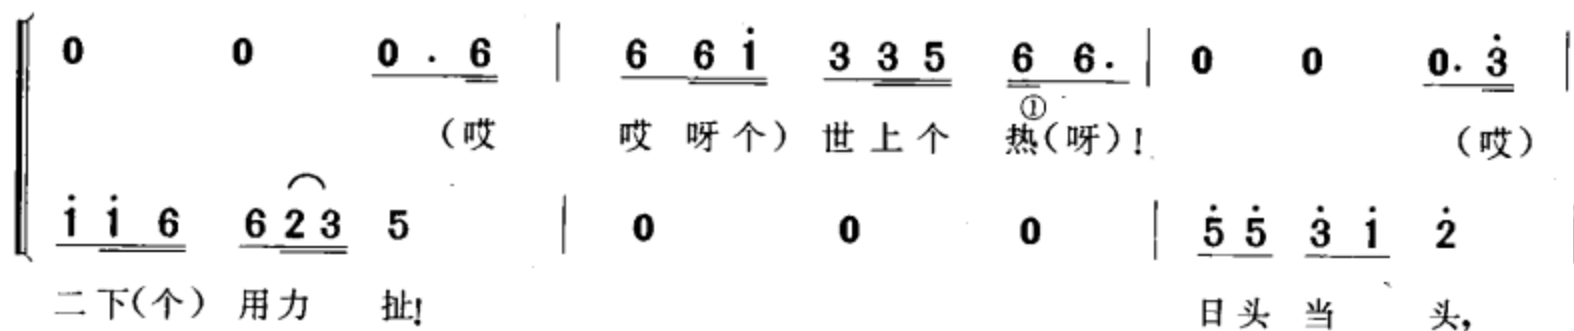 0 0 0 · 6 | 6 6 i̇ 3 3 5 6 6· | 0 0 0· 3̇ |
①
（哎 哎 呀 个）世 上 个 热（呀）！ （哎）
i̇ i̇ 6 6 2 3 5 | 0 0 0 | 5̇ 5̇ 3̇ i̇ 2̇ |
二 下（个） 用 力 扯！ 日 头 当 头，